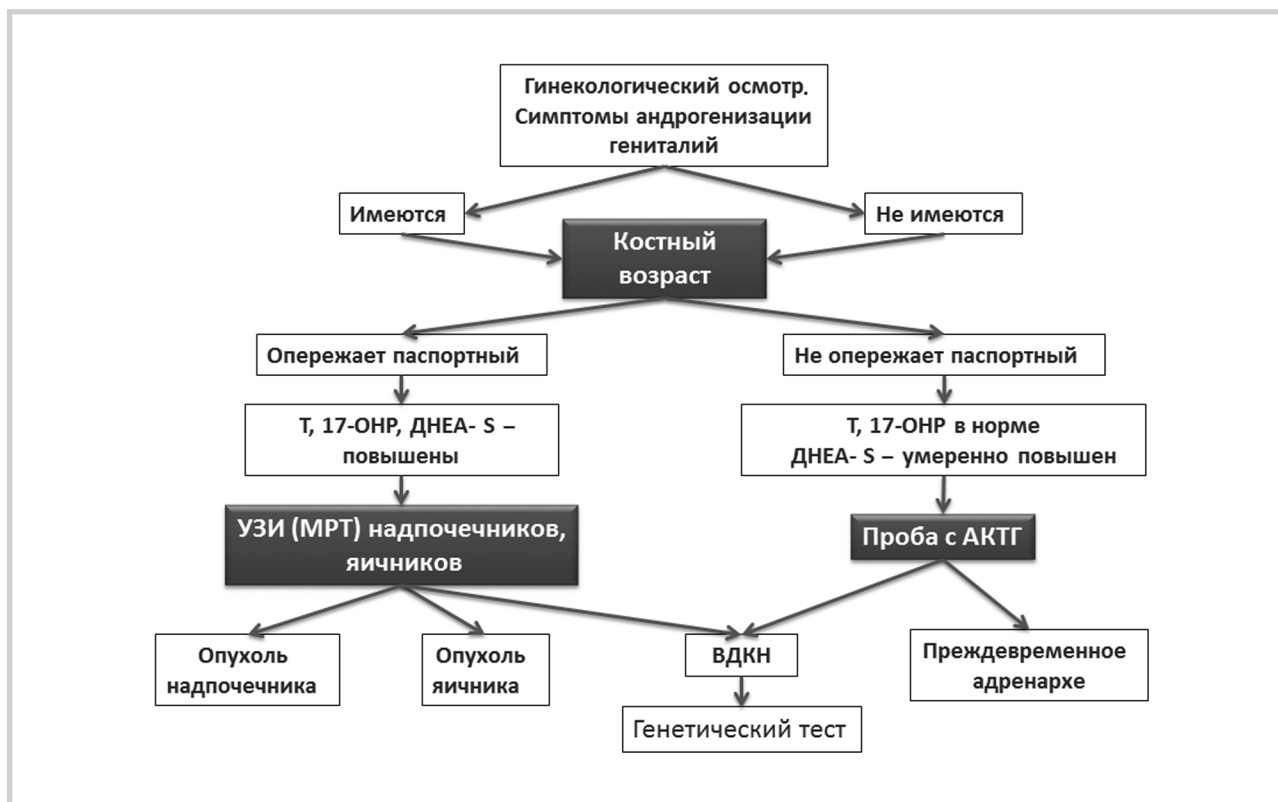 Гинекологический осмотр.
Симптомы андрогенизации
гениталий
Имеются
Не имеются
Костный
возраст
Опережает паспортный
Не опережает паспортный
Т, 17-ОНР, ДНЕА- S –
повышены
Т, 17-ОНР в норме
ДНЕА- S – умеренно повышен
УЗИ (МРТ) надпочечников,
яичников
Проба с АКТГ
Опухоль
надпочечника
Опухоль
яичника
ВДКН
Преждевременное
адренархе
Генетический тест